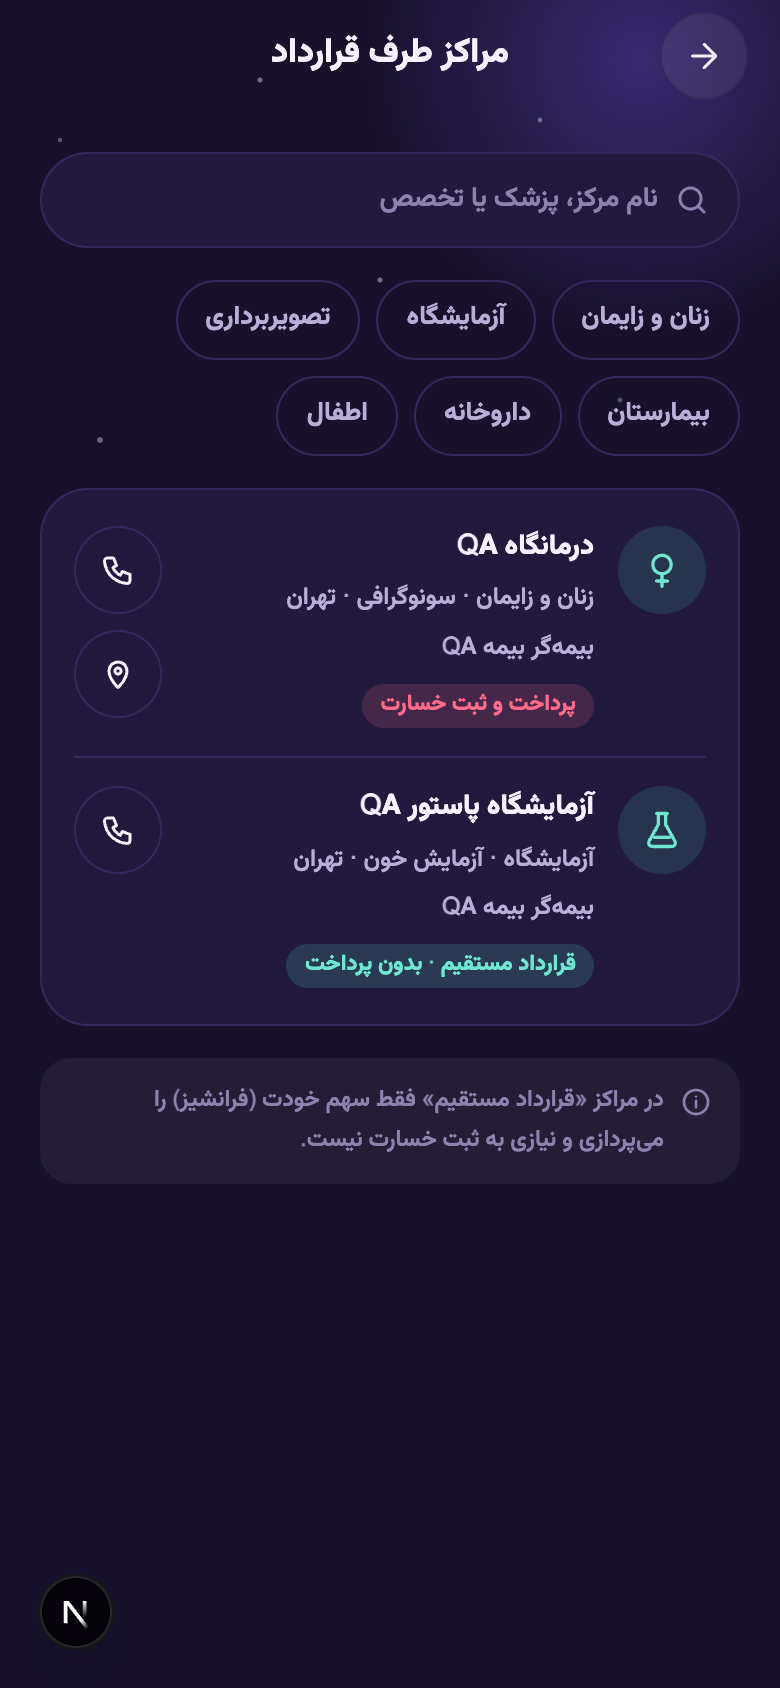 مراکز طرف قرارداد
نام مرکز، پزشک یا تخصص
زنان و زایمان
آزمایشگاه
تصویربرداری
بیمارستان
داروخانه
اطفال
درمانگاه QA
زنان و زایمان · سونوگرافی · تهران
بیمه‌گر بیمه QA
پرداخت و ثبت خسارت
آزمایشگاه پاستور QA
آزمایشگاه · آزمایش خون · تهران
بیمه‌گر بیمه QA
قرارداد مستقیم · بدون پرداخت
در مراکز «قرارداد مستقیم» فقط سهم خودت (فرانشیز) را
می‌پردازی و نیازی به ثبت خسارت نیست.
N